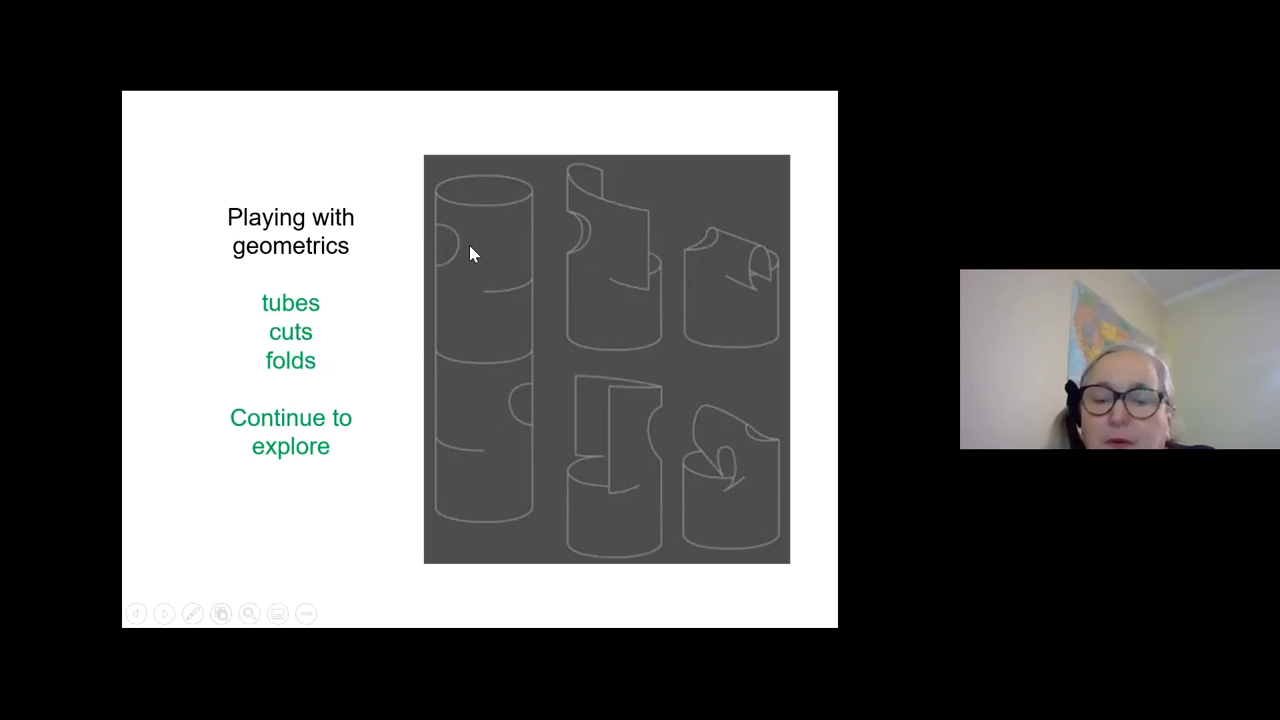 Playing with
geometrics
tubes
cuts
folds
Continue to
explore